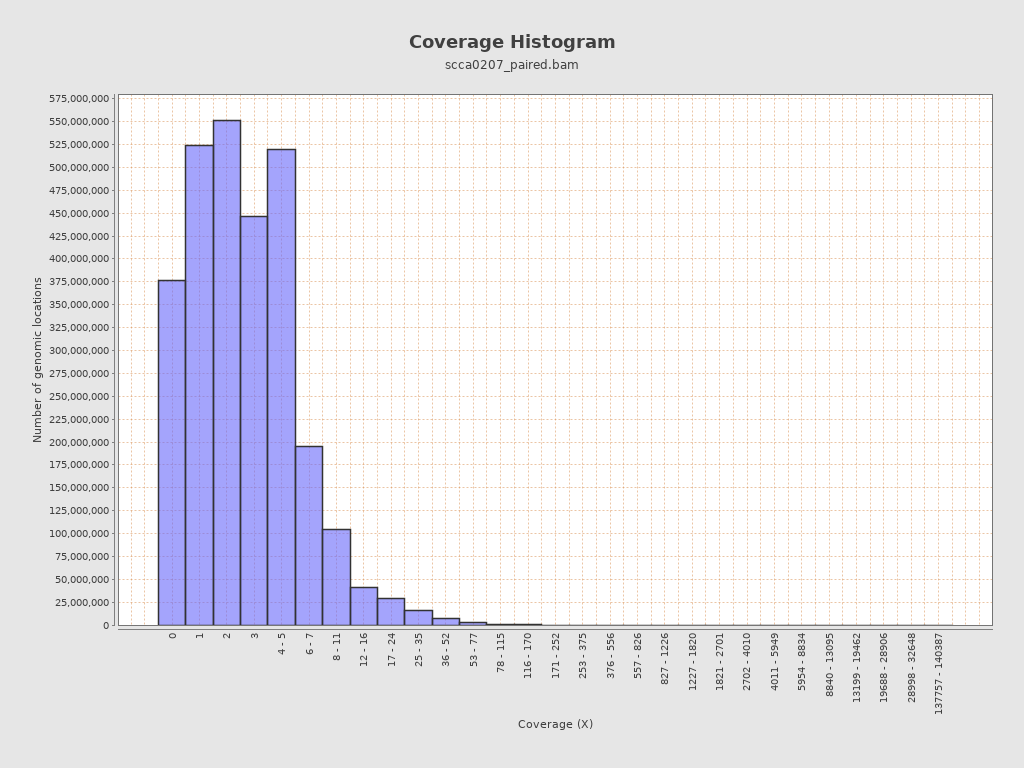 Coverage Histogram
scca0207_paired.bam
575,000,000
550,000,000
525,000,000
500,000,000
475,000,000
450,000,000
425,000,000
400,000,000
375,000,000
350,000,000
325,000,000
300,000,000
275,000,000
250,000,000
225,000,000
200,000,000
175,000,000
150,000,000
125,000,000
100,000,000
75,000,000
50,000,000
25,000,000
0
Number of genomic locations
0
1
2
3
4 - 5
6 - 7
8 - 11
12 - 16
17 - 24
25 - 35
36 - 52
53 - 77
78 - 115
116 - 170
171 - 252
253 - 375
376 - 556
557 - 826
827 - 1226
1227 - 1820
1821 - 2701
2702 - 4010
4011 - 5949
5954 - 8834
8840 - 13095
13199 - 19462
19688 - 28906
28998 - 32648
137757 - 140387
Coverage (X)